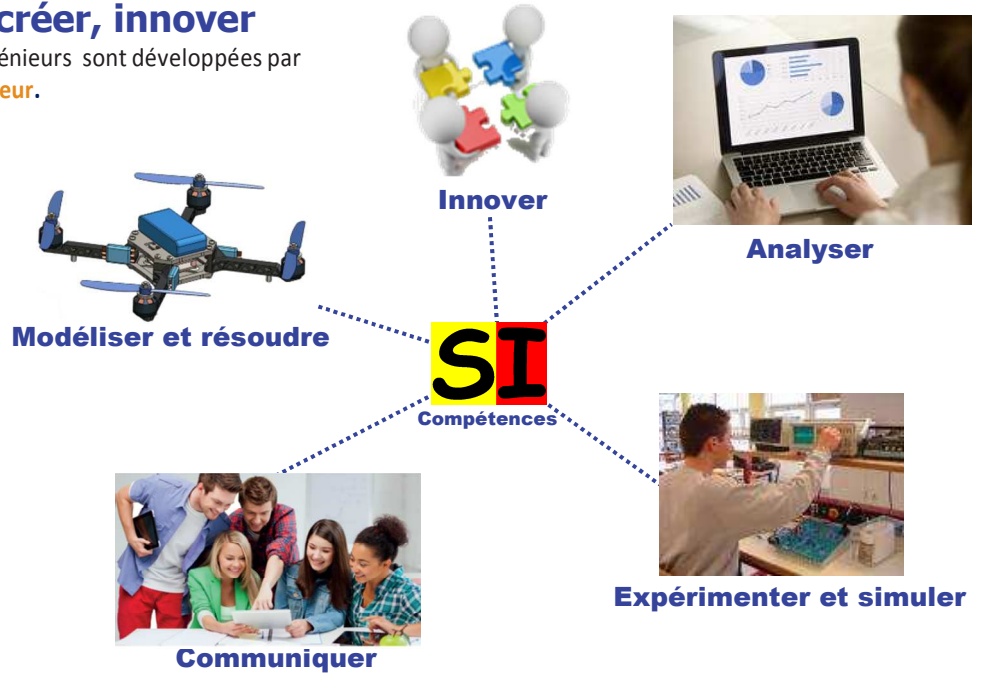 créer, innover
énieurs sont développées par
eur.
Innover
Analyser
Modéliser et résoudre
SI
Compétences
Expérimenter et simuler
Communiquer